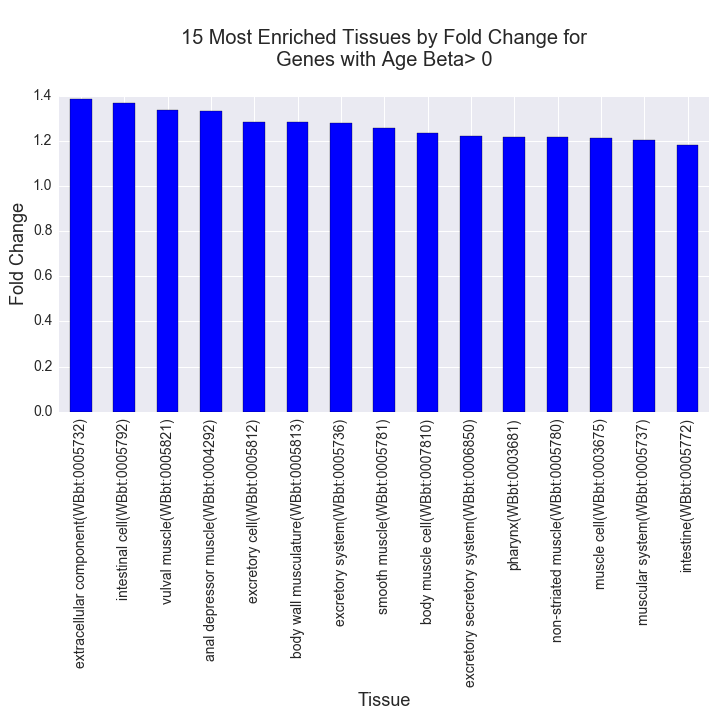 15 Most Enriched Tissues by Fold Change for
Genes with Age Beta> 0
Fold Change
1.4
1.2
1.0
0.8
0.6
0.4
0.2
0.0
extracellular component(WBbt:0005732)
intestinal cell(WBbt:0005792)
vulval muscle(WBbt:0005821)
anal depressor muscle(WBbt:0004292)
excretory cell(WBbt:0005812)
body wall musculature(WBbt:0005813)
excretory system(WBbt:0005736)
smooth muscle(WBbt:0005781)
body muscle cell(WBbt:0007810)
excretory secretory system(WBbt:0006850)
pharynx(WBbt:0003681)
non-striated muscle(WBbt:0005780)
muscle cell(WBbt:0003675)
muscular system(WBbt:0005737)
intestine(WBbt:0005772)
Tissue